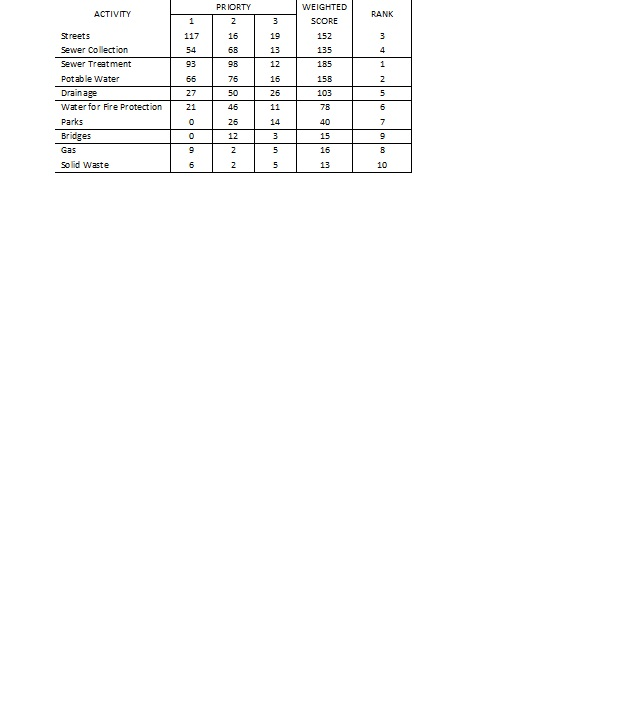 ACTIVITY PRIORTY WEIGHTED SCORE RANK
1 2 3
Streets 117 16 19 152 3
Sewer Collection 54 68 13 135 4
Sewer Treatment 93 98 12 185 1
Potable Water 66 76 16 158 2
Drainage 27 50 26 103 5
Water for Fire Protection 21 46 11 78 6
Parks 0 26 14 40 7
Bridges 0 12 3 15 9
Gas 9 2 5 16 8
Solid Waste 6 2 5 13 10